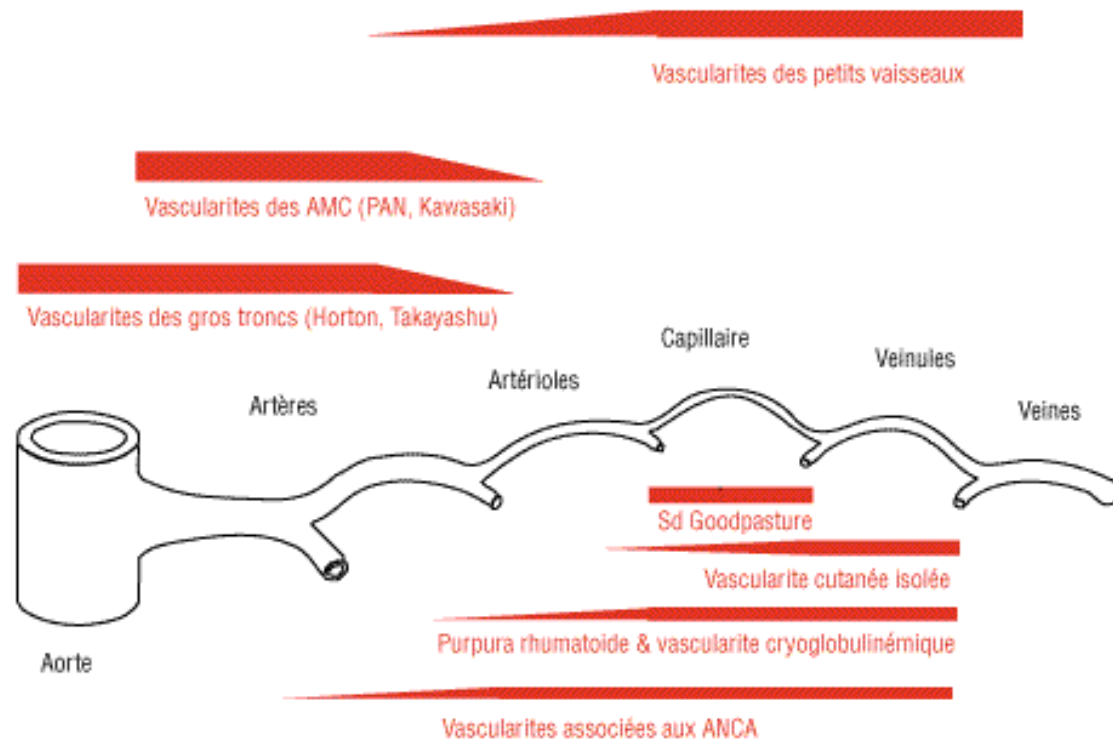 Vascularites des petits vaisseaux
Vascularites des AMC (PAN, Kawasaki)
Vascularites des gros troncs (Horton, Takayashu)
Capillaire
Veinules
Artérioles
Artères
Veines
Sd Goodpasture
Vascularite cutanée isolée
Purpura rhumatoide & vascularite cryoglobulinémique
Aorte
Vascularites associées aux ANCA